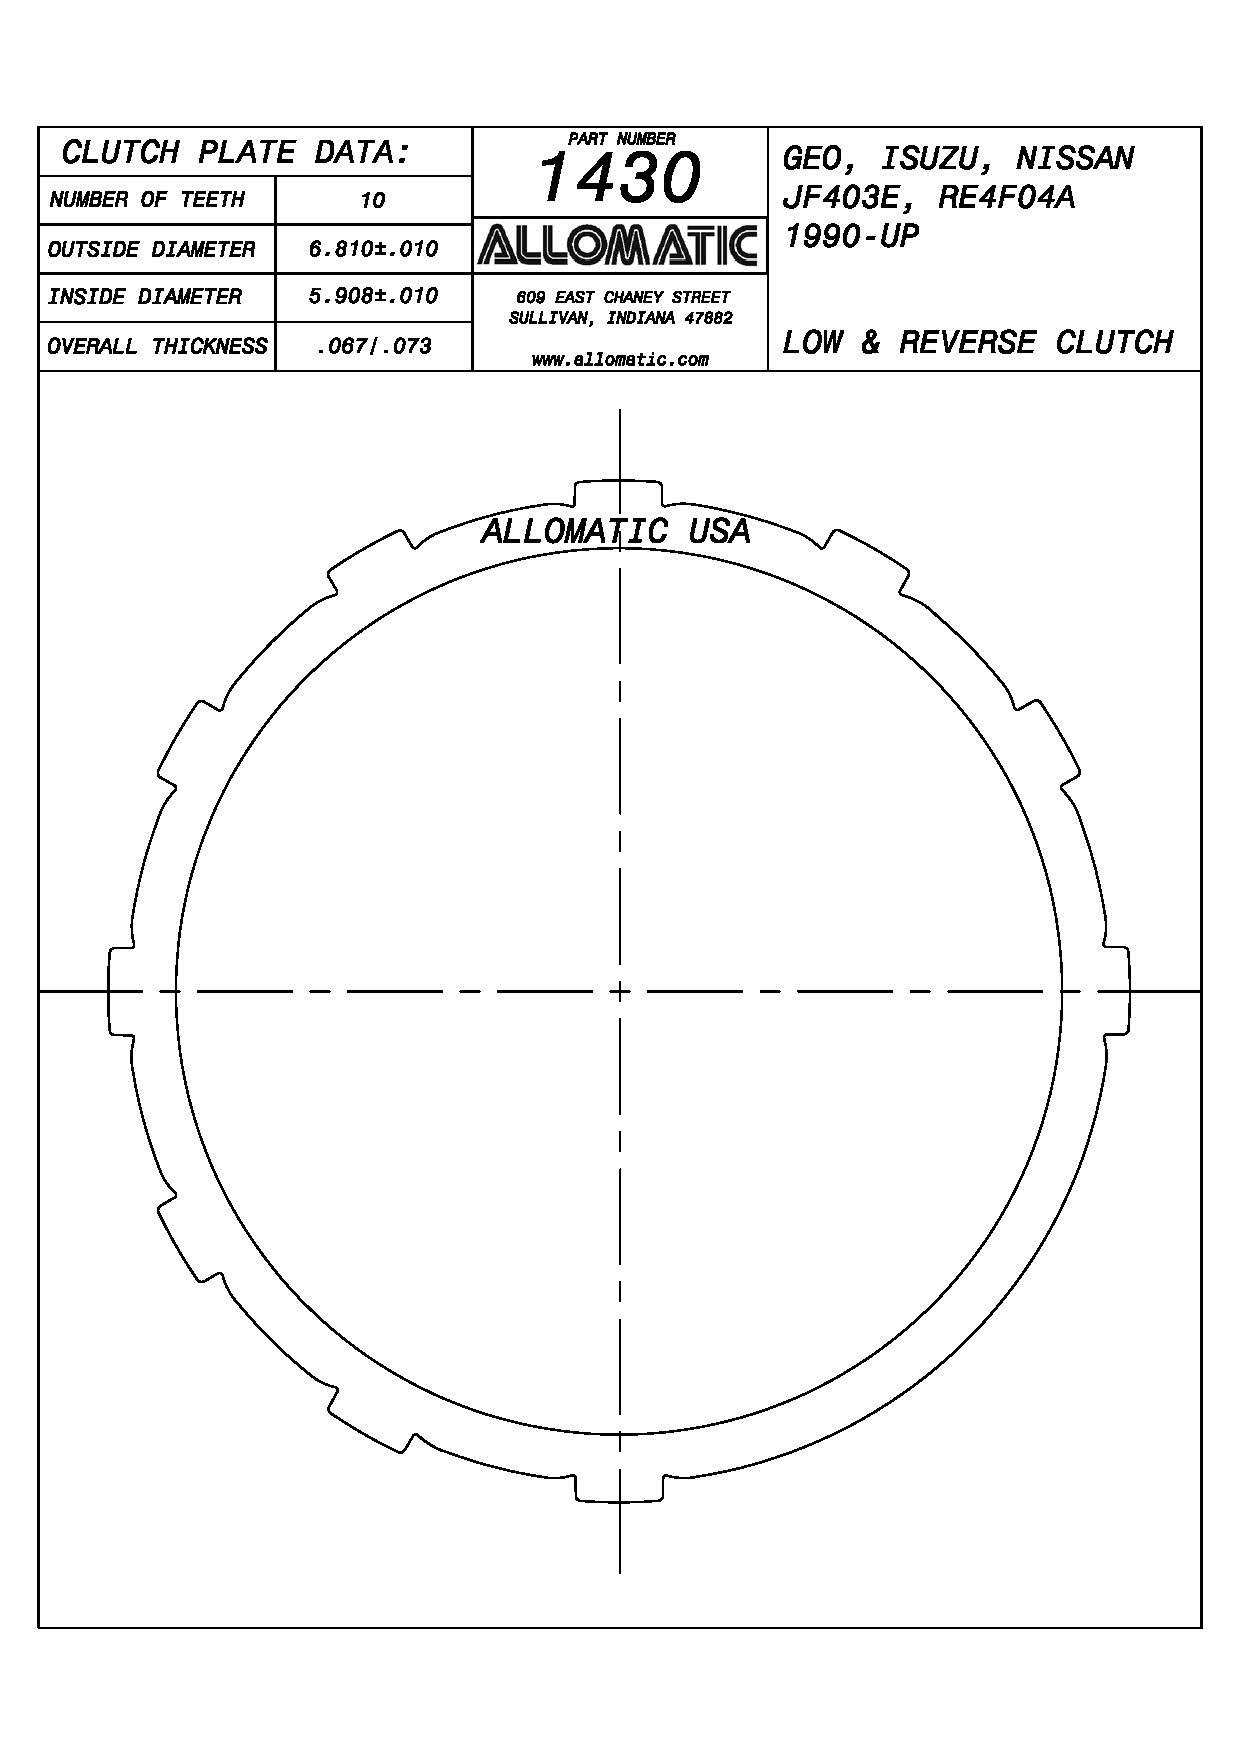 CLUTCH PLATE DATA:
NUMBER OF TEETH 10
OUTSIDE DIAMETER 6.810±.010
INSIDE DIAMETER 5.908±.010
OVERALL THICKNESS .067/.073
PART NUMBER
1430
ALLOMATIC
609 EAST CHANEY STREET
SULLIVAN, INDIANA 47882
www.allomatic.com
GEO, ISUZU, NISSAN
JF403E, RE4F04A
1990-UP
LOW & REVERSE CLUTCH
ALLOMATIC USA